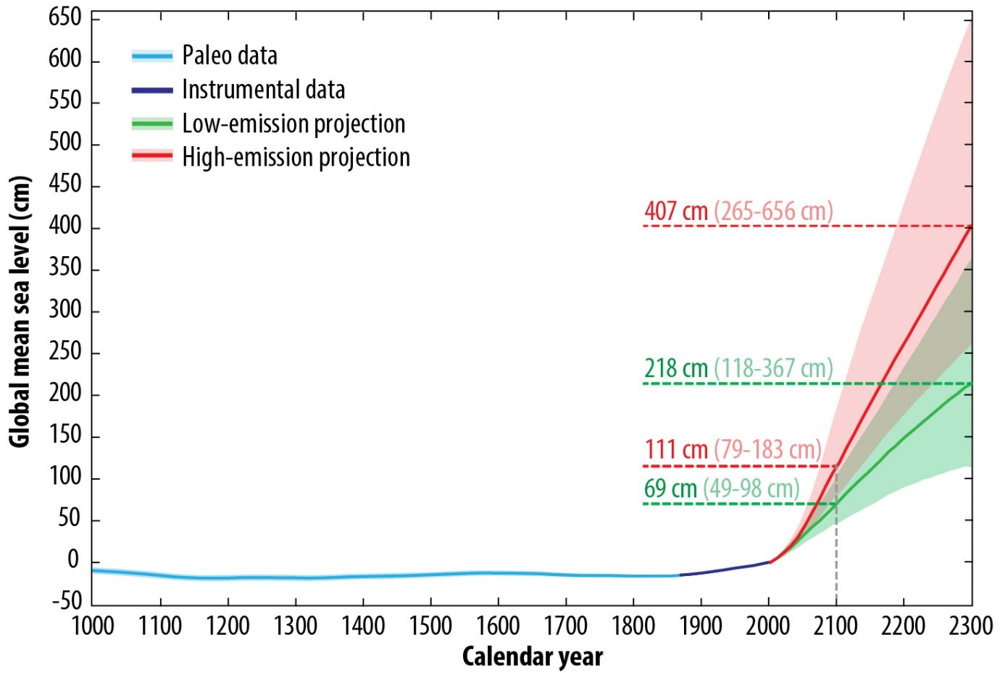 650
600
550
500
450
400
350
300
250
200
150
100
50
0
-50
Global mean sea level (cm)
Paleo data
Instrumental data
Low-emission projection
High-emission projection
407 cm (265-656 cm)
218 cm (118-367 cm)
111 cm (79-183 cm)
69 cm (49-98 cm)
1000 1100 1200 1300 1400 1500 1600 1700 1800 1900 2000 2100 2200 2300
Calendar year